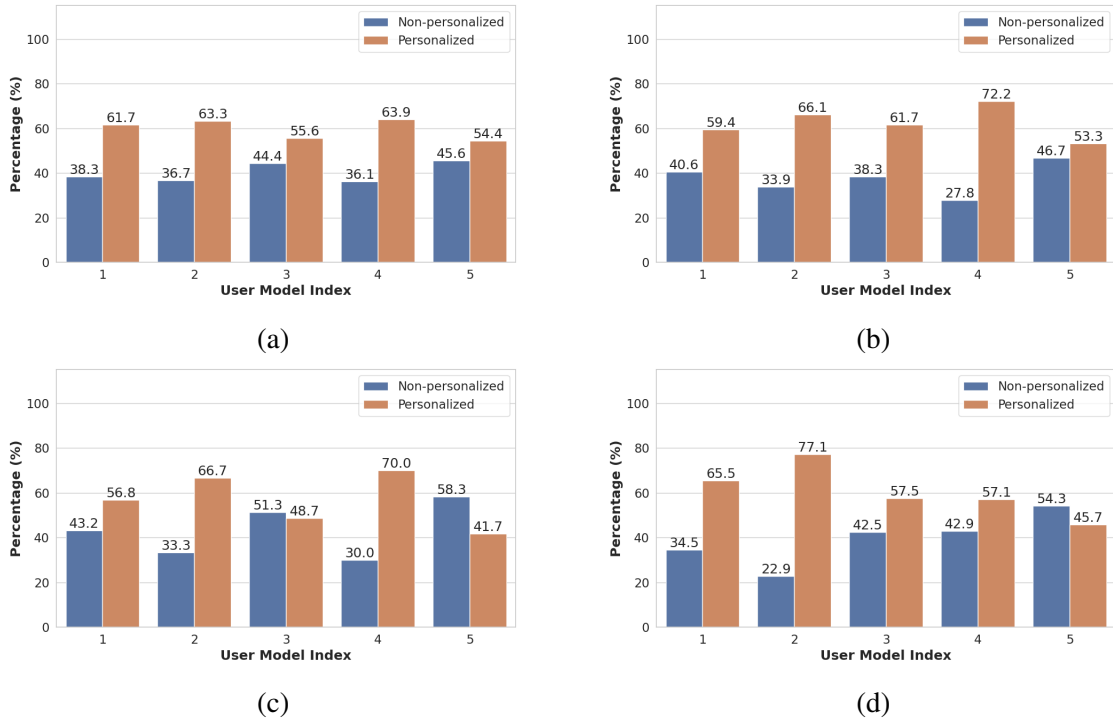 Non-personalized
Personalized
100
80
60
40
20
0
Percentage (%)
38.3
61.7
36.7
63.3
44.4
55.6
36.1
63.9
45.6
54.4
1 2 3 4 5
User Model Index
(a)
Non-personalized
Personalized
100
80
60
40
20
0
Percentage (%)
40.6
59.4
33.9
66.1
38.3
61.7
27.8
72.2
46.7
53.3
1 2 3 4 5
User Model Index
(b)
Non-personalized
Personalized
100
80
60
40
20
0
Percentage (%)
43.2
56.8
33.3
66.7
51.3
48.7
30.0
70.0
58.3
41.7
1 2 3 4 5
User Model Index
(c)
Non-personalized
Personalized
100
80
60
40
20
0
Percentage (%)
34.5
65.5
22.9
77.1
42.5
57.5
42.9
57.1
54.3
45.7
1 2 3 4 5
User Model Index
(d)